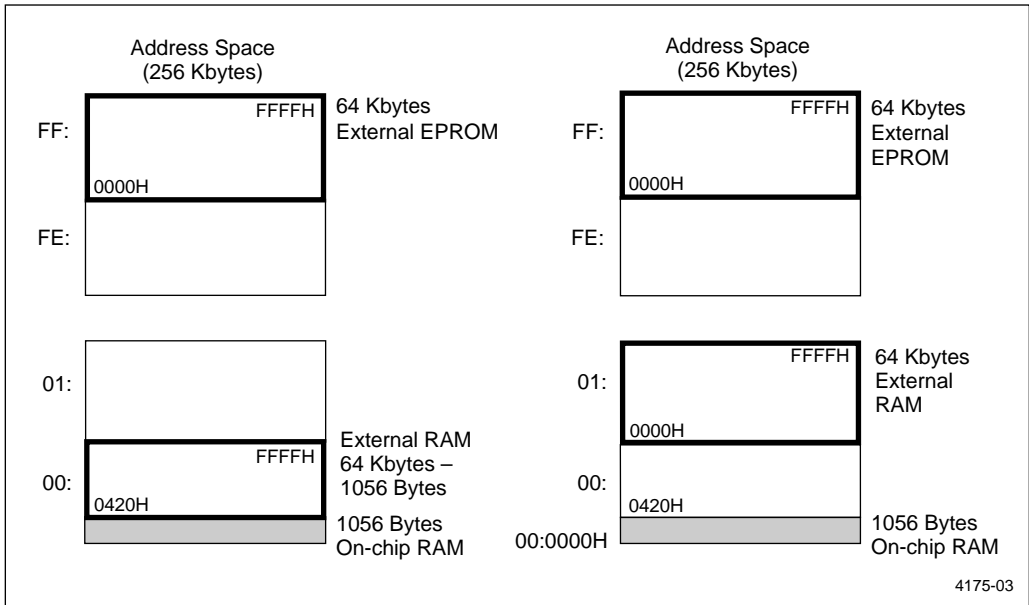 Address Space
(256 Kbytes)
FF:
FFFFH
0000H
64 Kbytes
External EPROM
FE:
01:
00:
FFFFH
0420H
External RAM
64 Kbytes –
1056 Bytes
1056 Bytes
On-chip RAM
Address Space
(256 Kbytes)
FF:
FFFFH
0000H
64 Kbytes
External
EPROM
FE:
01:
FFFFH
0000H
64 Kbytes
External
RAM
00:
0420H
00:0000H
1056 Bytes
On-chip RAM
4175-03